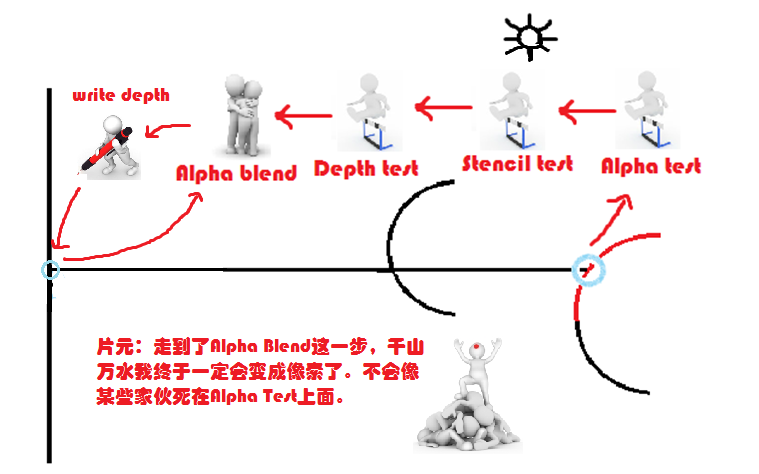 write depth
Alpha blend
Depth test
Stencil test
Alpha test
片元：走到了Alpha Blend这一步，千山
万水我终于一定会变成像素了。不会像
某些家伙死在Alpha Test上面。